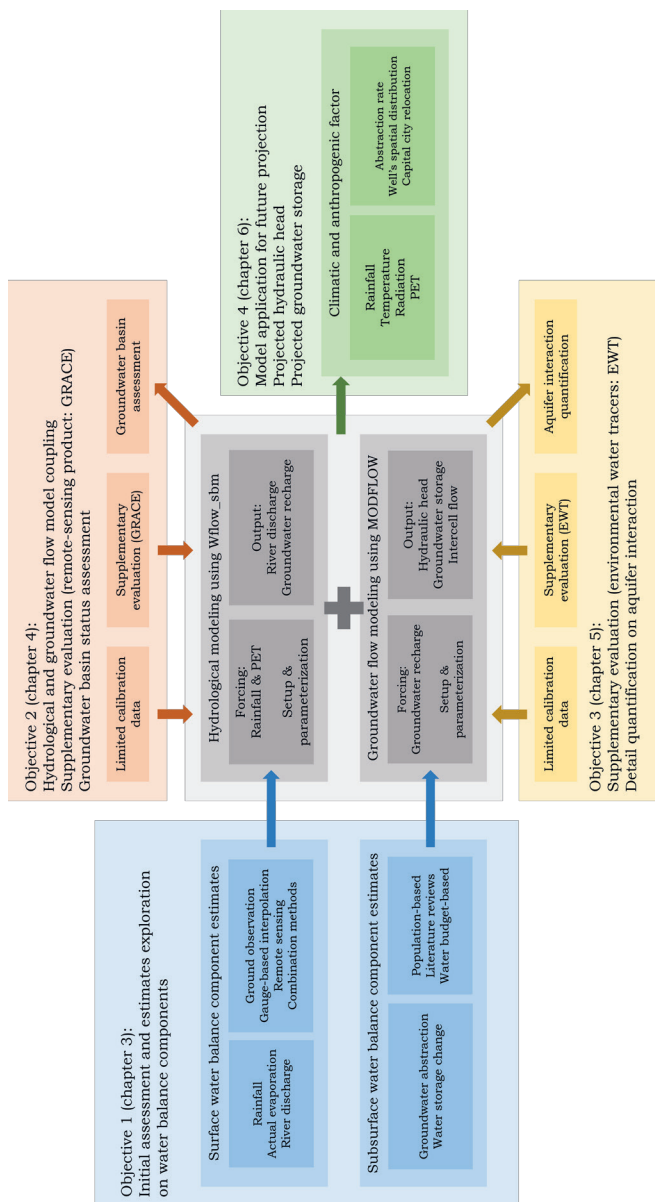 Objective 1 (chapter 3):
Initial assessment and estimates exploration
on water balance components
Surface water balance component estimates
Rainfall
Actual evaporation
River discharge
Ground observation
Gauge-based interpolation
Remote sensing
Combination methods
Subsurface water balance component estimates
Groundwater abstraction
Water storage change
Population-based
Literature reviews
Water budget-based
Objective 2 (chapter 4):
Hydrological and groundwater flow model coupling
Supplementary evaluation (remote-sensing product: GRACE)
Groundwater basin status assessment
Limited calibration
data
Supplementary
evaluation (GRACE)
Groundwater basin
assessment
Hydrological modeling using Wflow_sbm
Forcing:
Rainfall & PET
Setup &
parameterization
Output:
River discharge
Groundwater recharge
Groundwater flow modeling using MODFLOW
Forcing:
Groundwater recharge
Setup &
parameterization
Output:
Hydraulic head
Groundwater storage
Intercell flow
Limited calibration
data
Supplementary
evaluation (EWT)
Aquifer interaction
quantification
Objective 3 (chapter 5):
Supplementary evaluation (environmental water tracers: EWT)
Detail quantification on aquifer interaction
Objective 4 (chapter 6):
Model application for future projection
Projected hydraulic head
Projected groundwater storage
Climatic and anthropogenic factor
Rainfall
Temperature
Radiation
PET
Abstraction rate
Well's spatial distribution
Capital city relocation